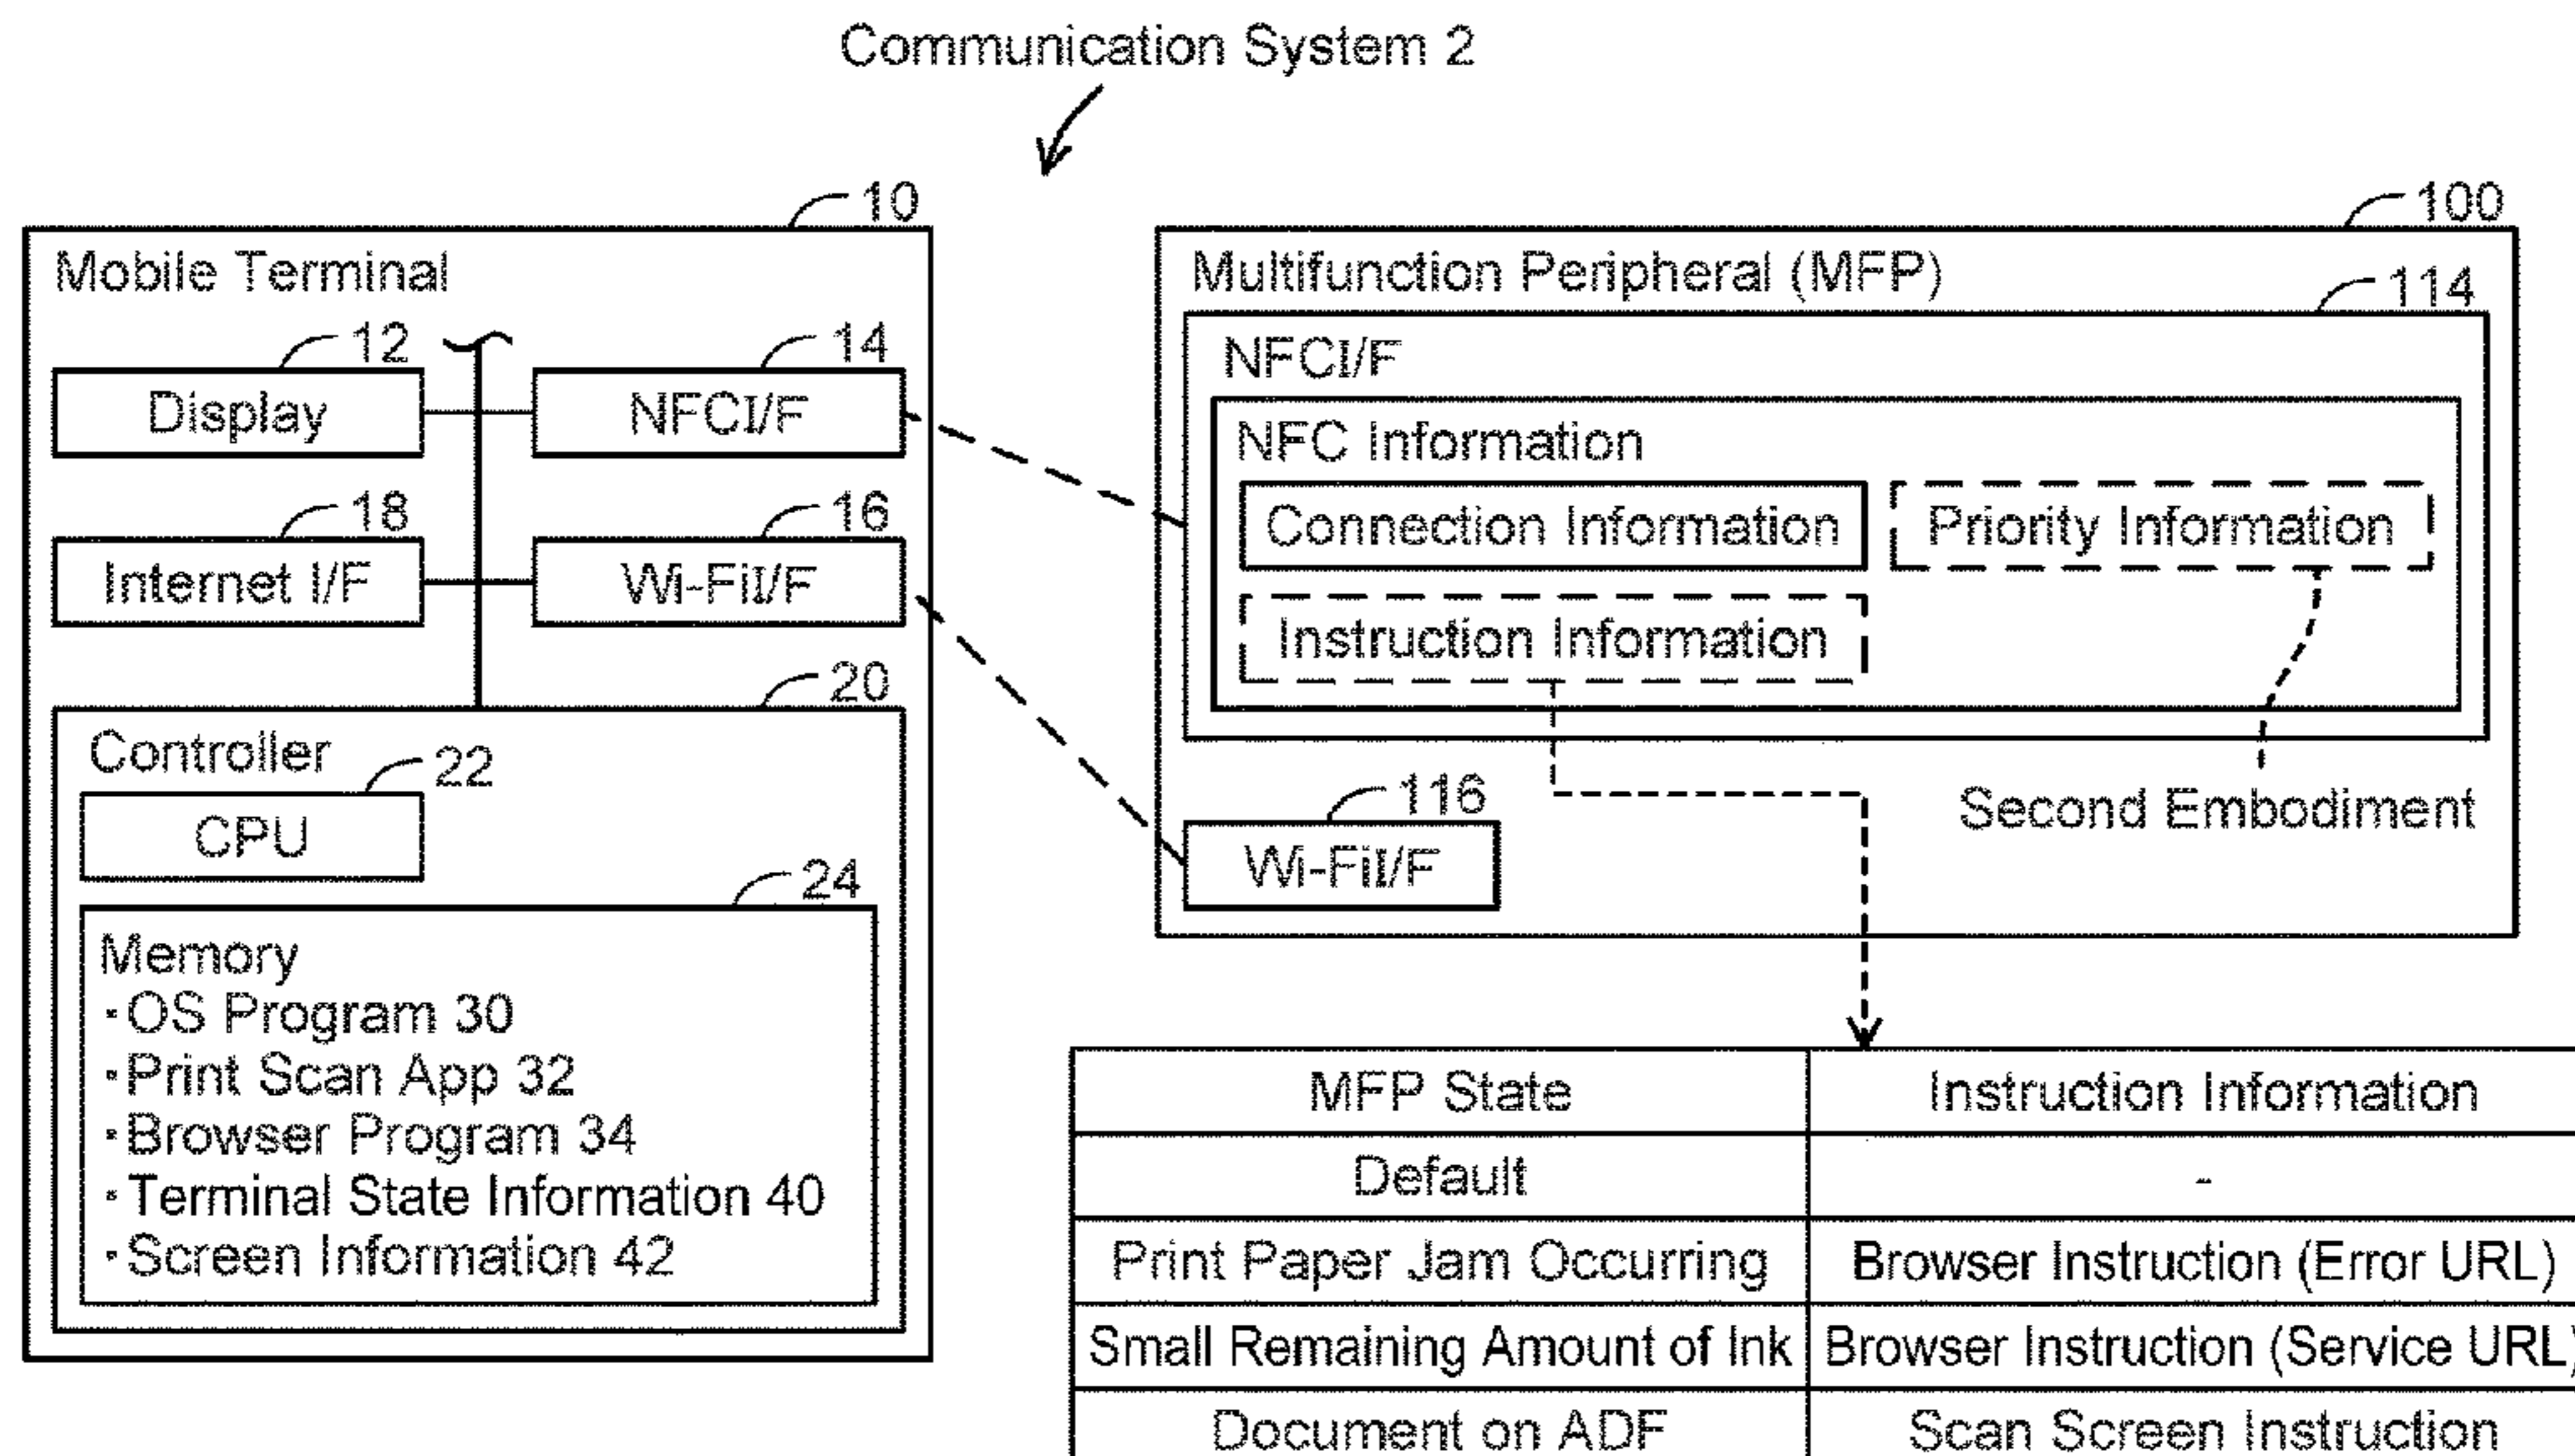 Communication System 2
10
Mobile Terminal
12
Display
14
NFCI/F
18
Internet I/F
16
Wi-FiI/F
20
Controller
22
CPU
24
Memory
·OS Program 30
·Print Scan App 32
·Browser Program 34
·Terminal State Information 40
·Screen Information 42
100
Multifunction Peripheral (MFP)
114
NFCI/F
NFC Information
Connection Information
Priority Information
Instruction Information
Second Embodiment
116
Wi-FiI/F
MFP State Instruction Information
Default -
Print Paper Jam Occurring Browser Instruction (Error URL)
Small Remaining Amount of Ink Browser Instruction (Service URL)
Document on ADF Scan Screen Instruction